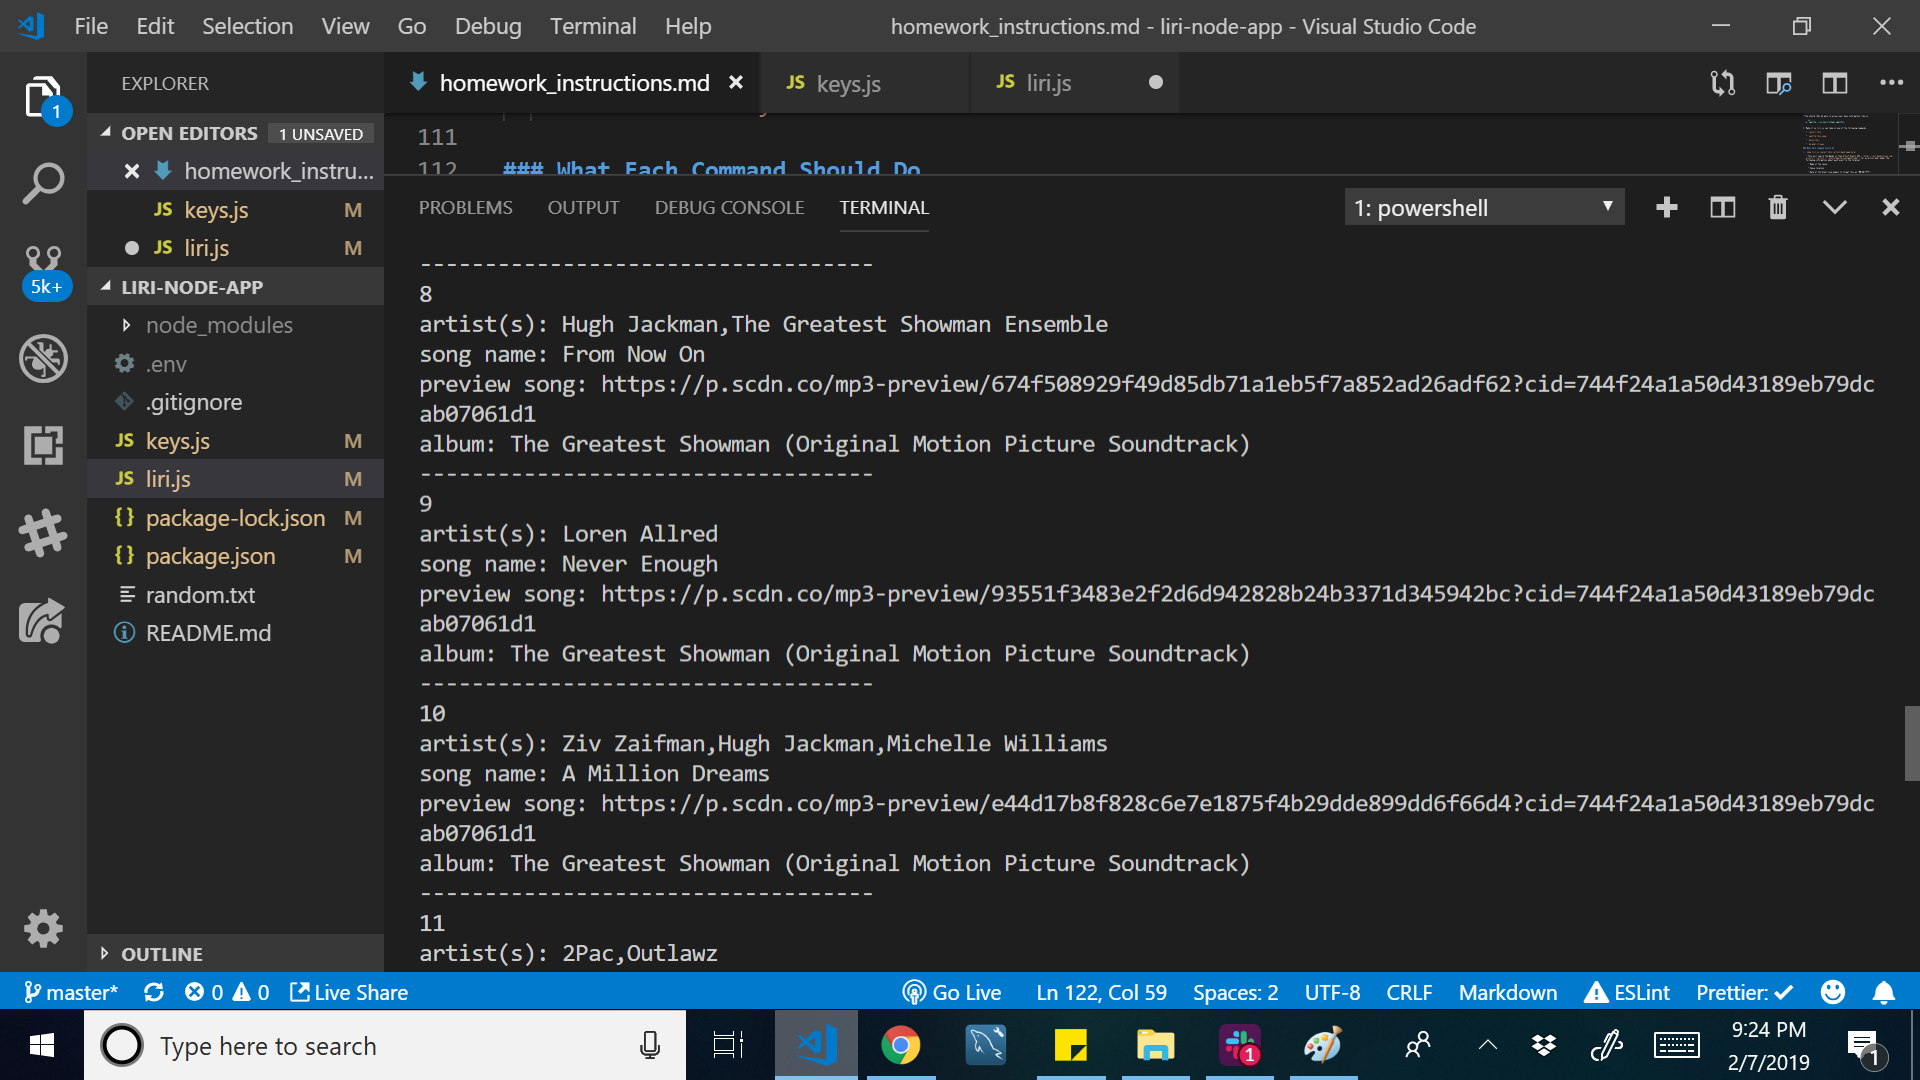 File Edit Selection View Go Debug Terminal Help
homework_instructions.md - liri-node-app - Visual Studio Code
1
EXPLORER
homework_instructions.md
JS keys.js
JS liri.js
OPEN EDITORS 1 UNSAVED
homework_instru...
JS keys.js M
JS liri.js M
5k+
LIRI-NODE-APP
node_modules
.env
.gitignore
JS keys.js M
JS liri.js M
{} package-lock.json M
{} package.json M
random.txt
README.md
OUTLINE
111
112 ### What Each Command Should Do
PROBLEMS OUTPUT DEBUG CONSOLE TERMINAL
1: powershell
-----------------------------------
8
artist(s): Hugh Jackman,The Greatest Showman Ensemble
song name: From Now On
preview song: https://p.scdn.co/mp3-preview/674f508929f49d85db71a1eb5f7a852ad26adf62?cid=744f24a1a50d43189eb79dc
ab07061d1
album: The Greatest Showman (Original Motion Picture Soundtrack)
-----------------------------------
9
artist(s): Loren Allred
song name: Never Enough
preview song: https://p.scdn.co/mp3-preview/93551f3483e2f2d6d942828b24b3371d345942bc?cid=744f24a1a50d43189eb79dc
ab07061d1
album: The Greatest Showman (Original Motion Picture Soundtrack)
-----------------------------------
10
artist(s): Ziv Zaifman,Hugh Jackman,Michelle Williams
song name: A Million Dreams
preview song: https://p.scdn.co/mp3-preview/e44d17b8f828c6e7e1875f4b29dde899dd6f66d4?cid=744f24a1a50d43189eb79dc
ab07061d1
album: The Greatest Showman (Original Motion Picture Soundtrack)
-----------------------------------
11
artist(s): 2Pac,Outlawz
master* 0 0 Live Share
Go Live Ln 122, Col 59 Spaces: 2 UTF-8 CRLF Markdown ESLint Prettier:
Type here to search
1
9:24 PM
2/7/2019
1